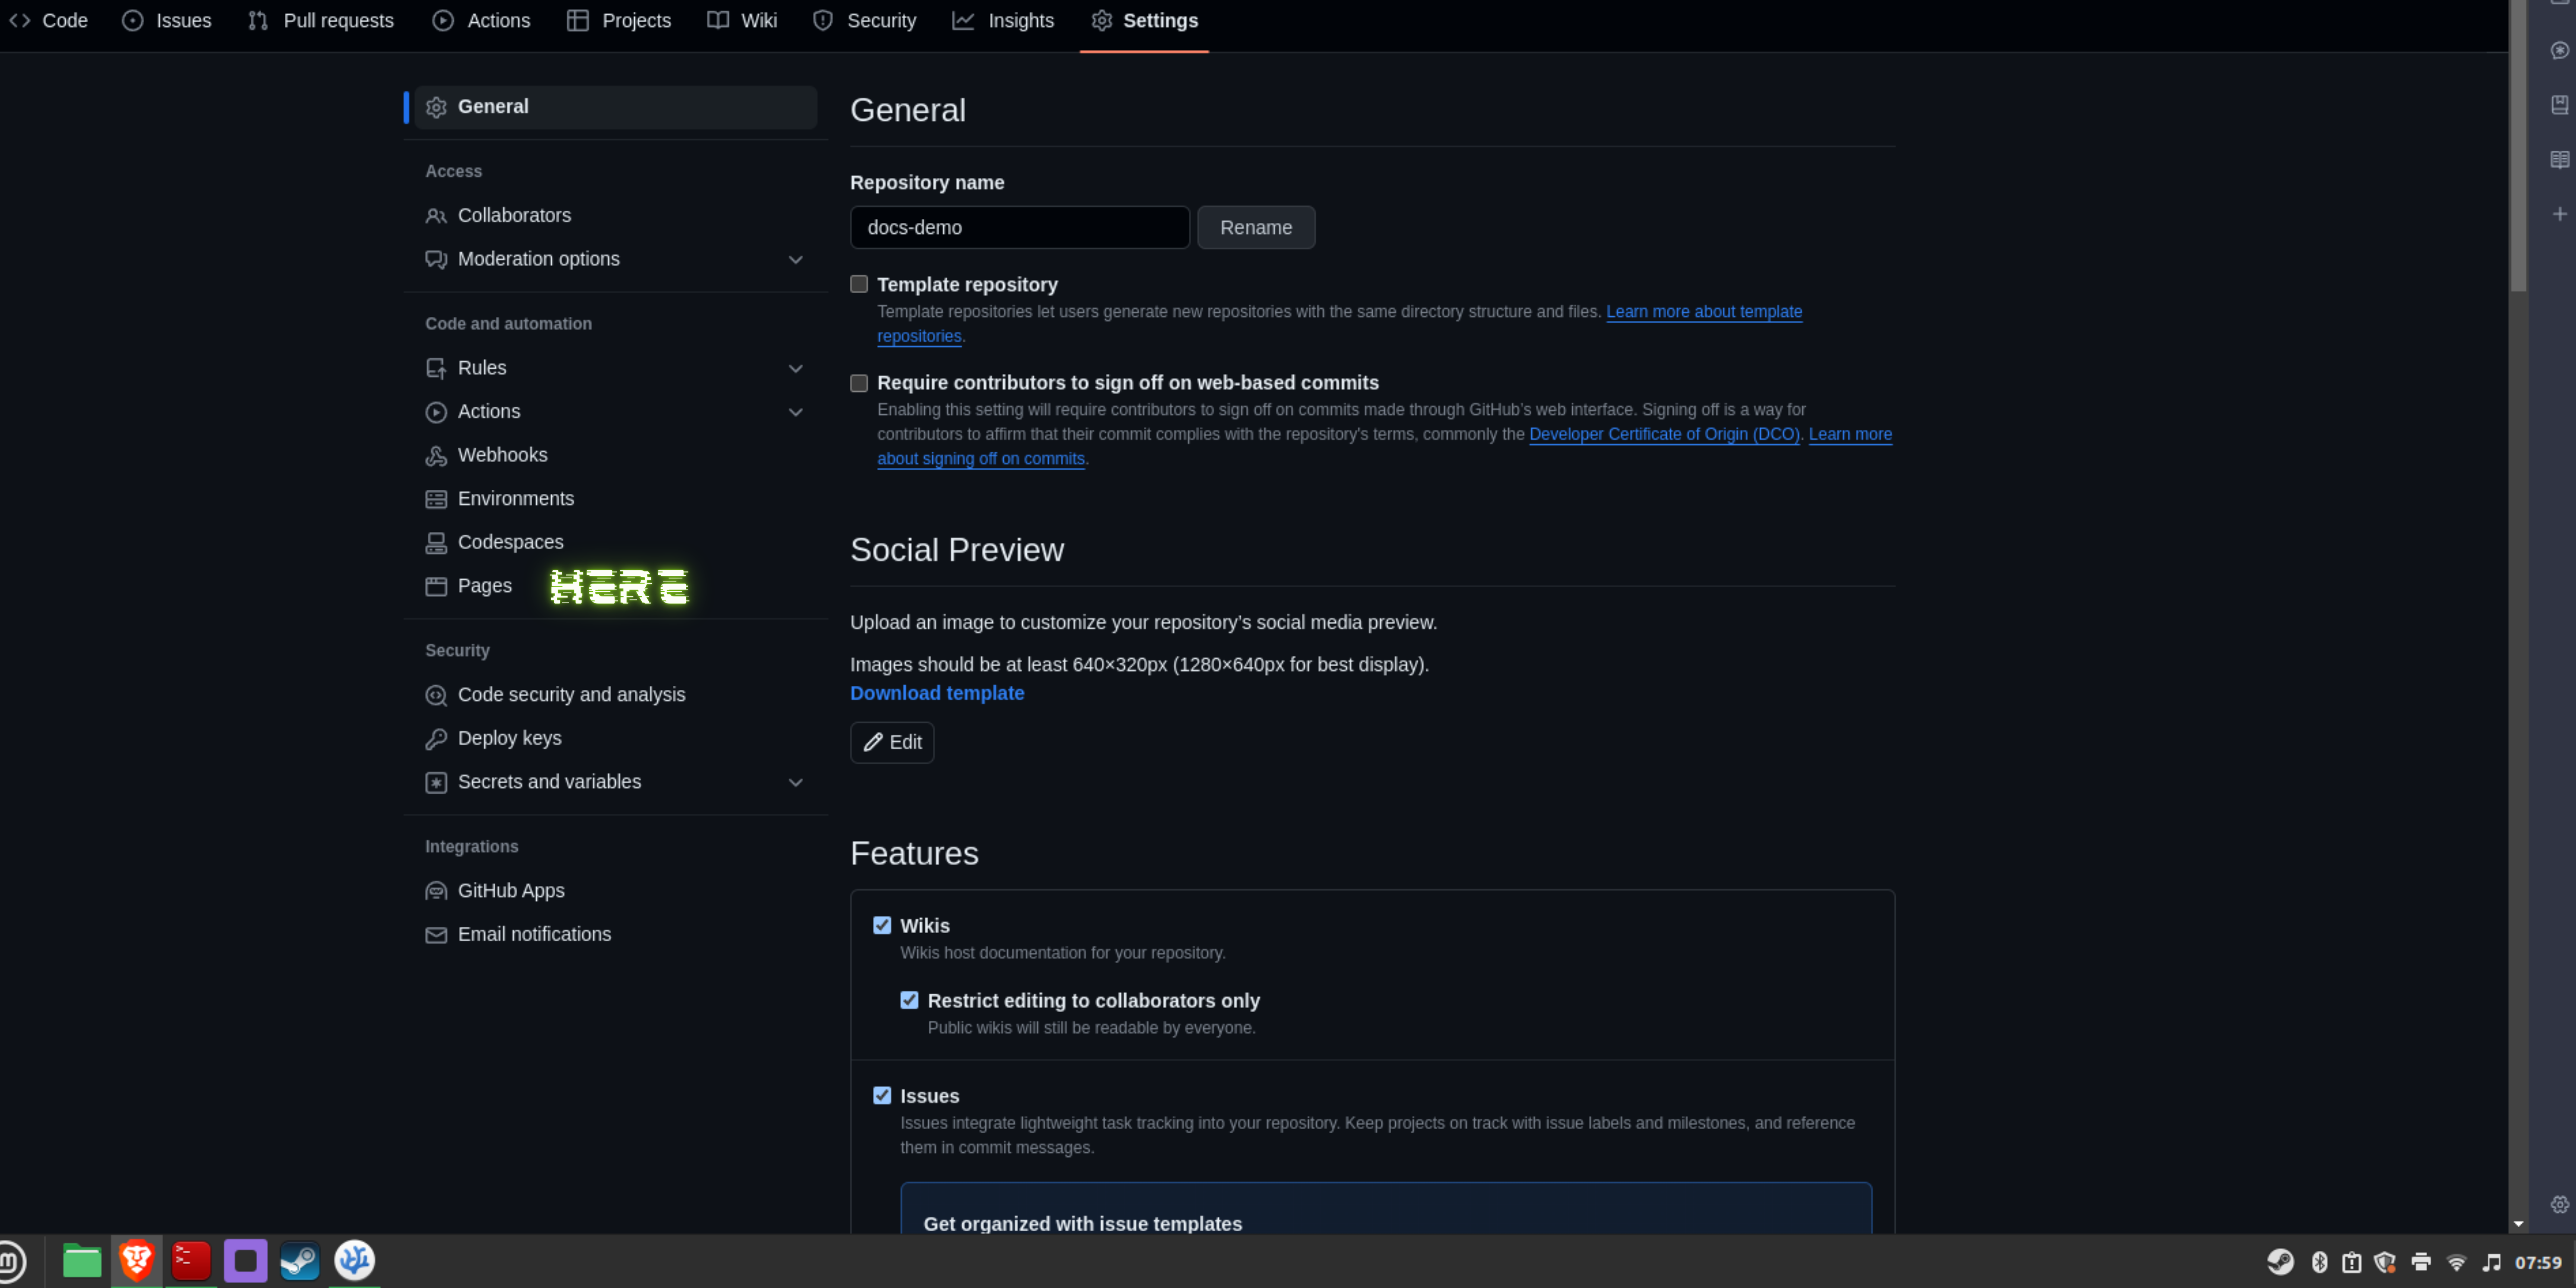 Code Issues Pull requests Actions Projects Wiki Security Insights Settings
General
Access
Collaborators
Moderation options
Code and automation
Rules
Actions
Webhooks
Environments
Codespaces
Pages HERE
Security
Code security and analysis
Deploy keys
Secrets and variables
Integrations
GitHub Apps
Email notifications
General
Repository name
docs-demo Rename
Template repository
Template repositories let users generate new repositories with the same directory structure and files. Learn more about template
repositories.
Require contributors to sign off on web-based commits
Enabling this setting will require contributors to sign off on commits made through GitHub's web interface. Signing off is a way for
contributors to affirm that their commit complies with the repository's terms, commonly the Developer Certificate of Origin (DCO). Learn more
about signing off on commits.
Social Preview
Upload an image to customize your repository's social media preview.
Images should be at least 640×320px (1280×640px for best display).
Download template
Edit
Features
Wikis
Wikis host documentation for your repository.
Restrict editing to collaborators only
Public wikis will still be readable by everyone.
Issues
Issues integrate lightweight task tracking into your repository. Keep projects on track with issue labels and milestones, and reference
them in commit messages.
Get organized with issue templates
07:59